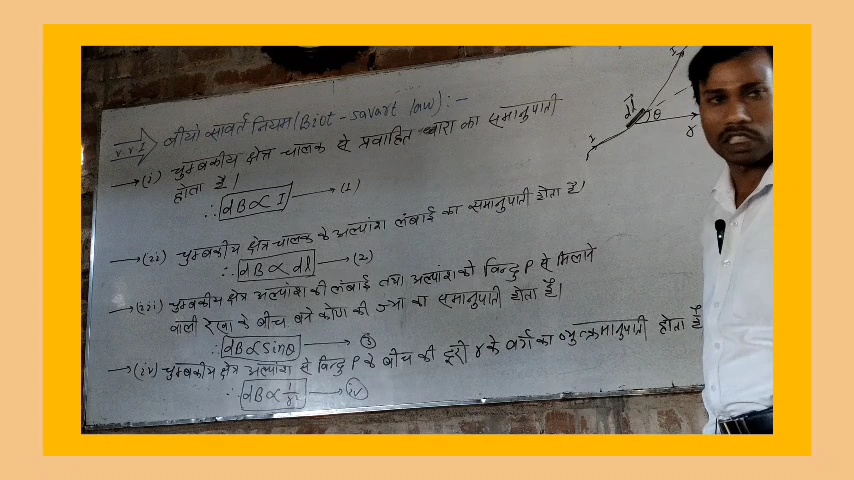 V.V.I बीयो सावर्त नियम (Biot-savart law) :-
→ (i) चुम्बकीय क्षेत्र चालक से प्रवाहित धारा का समानुपाती
होता है।
∴ dB ∝ I → (1)
→ (ii) चुम्बकीय क्षेत्र चालक के अल्पांश लंबाई का समानुपाती होता है।
∴ dB ∝ dl → (2)
→ (iii) चुम्बकीय क्षेत्र अल्पांश की लंबाई तथा अल्पांश को बिन्दु P से मिलाने
वाली रेखा के बीच बने कोण की ज्या का समानुपाती होता है।
∴ dB ∝ sinθ → (3)
→ (iv) चुम्बकीय क्षेत्र अल्पांश से बिन्दु P के बीच की दूरी r के वर्ग का व्युत्क्रमानुपाती होता है
∴ dB ∝ 1/r² → (iv)
dl
θ
r